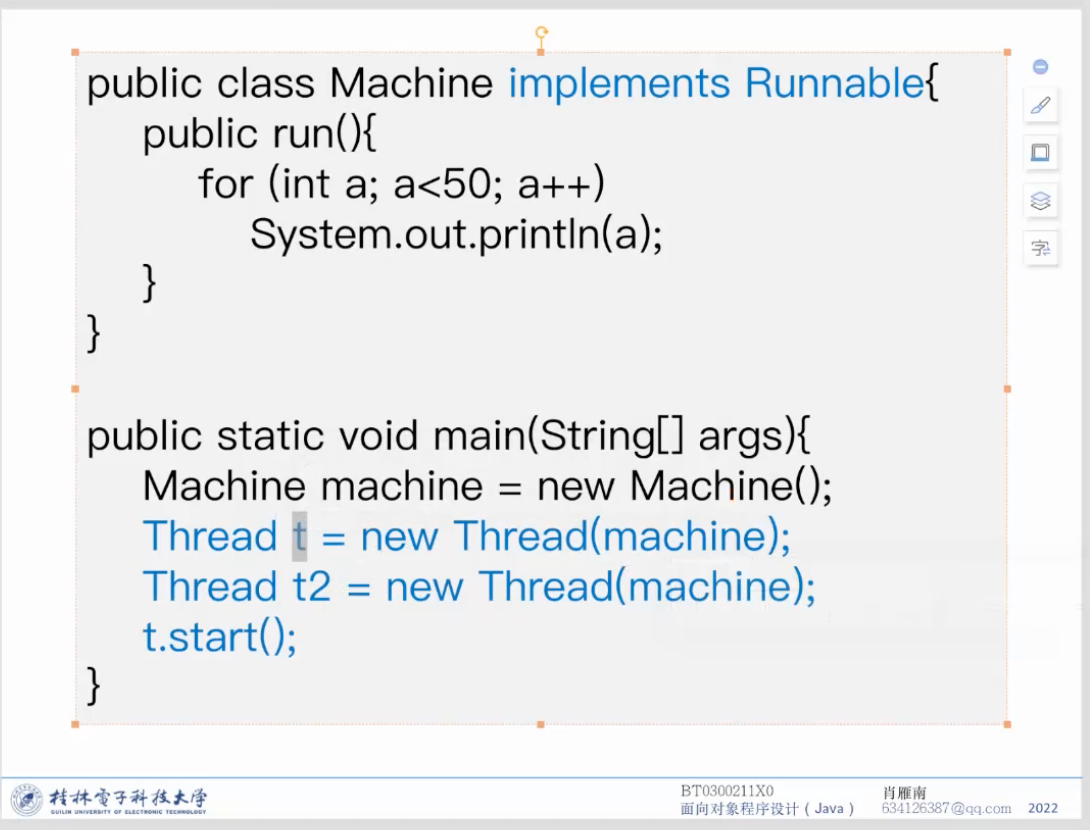 public class Machine implements Runnable{
public run(){
for (int a; a<50; a++)
System.out.println(a);
}
}
public static void main(String[] args){
Machine machine = new Machine();
Thread t = new Thread(machine);
Thread t2 = new Thread(machine);
t.start();
}
字
桂林電子科技大学
GUILIN UNIVERSITY OF ELECTRONIC TECHNOLOGY
BT0300211X0
面向对象程序设计（Java）
肖雁南
634126387@qq.com
2022